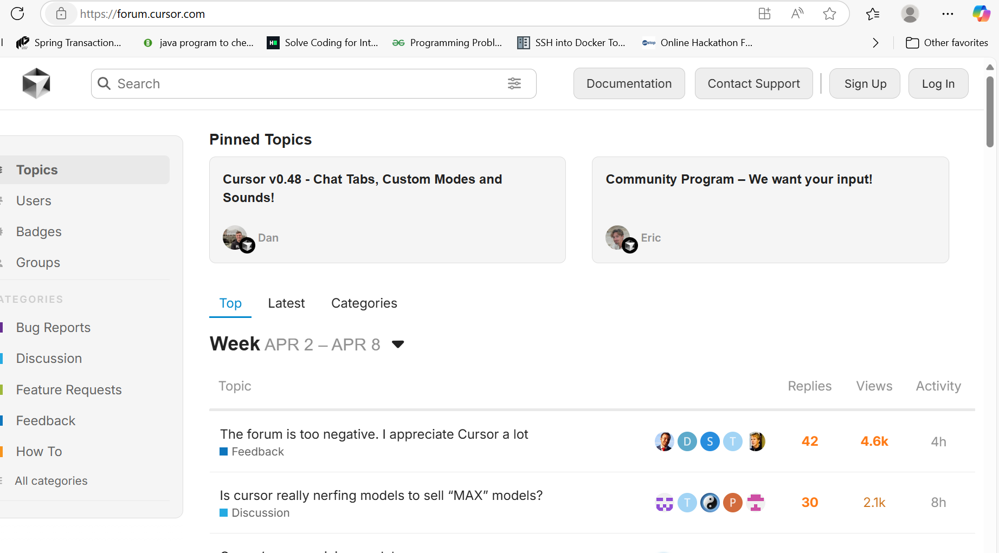 https://forum.cursor.com
Spring Transaction...
java program to che...
Solve Coding for Int...
Programming Probl...
SSH into Docker To...
Online Hackathon F...
Other favorites
Search
Documentation
Contact Support
Sign Up
Log In
Topics
Users
Badges
Groups
ATEGORIES
Bug Reports
Discussion
Feature Requests
Feedback
How To
All categories
Pinned Topics
Cursor v0.48 - Chat Tabs, Custom Modes and
Sounds!
Dan
Community Program – We want your input!
Eric
Top Latest Categories
Week APR 2 – APR 8
Topic Replies Views Activity
The forum is too negative. I appreciate Cursor a lot
Feedback
D S T
42 4.6k 4h
Is cursor really nerfing models to sell “MAX” models?
Discussion
T P
30 2.1k 8h